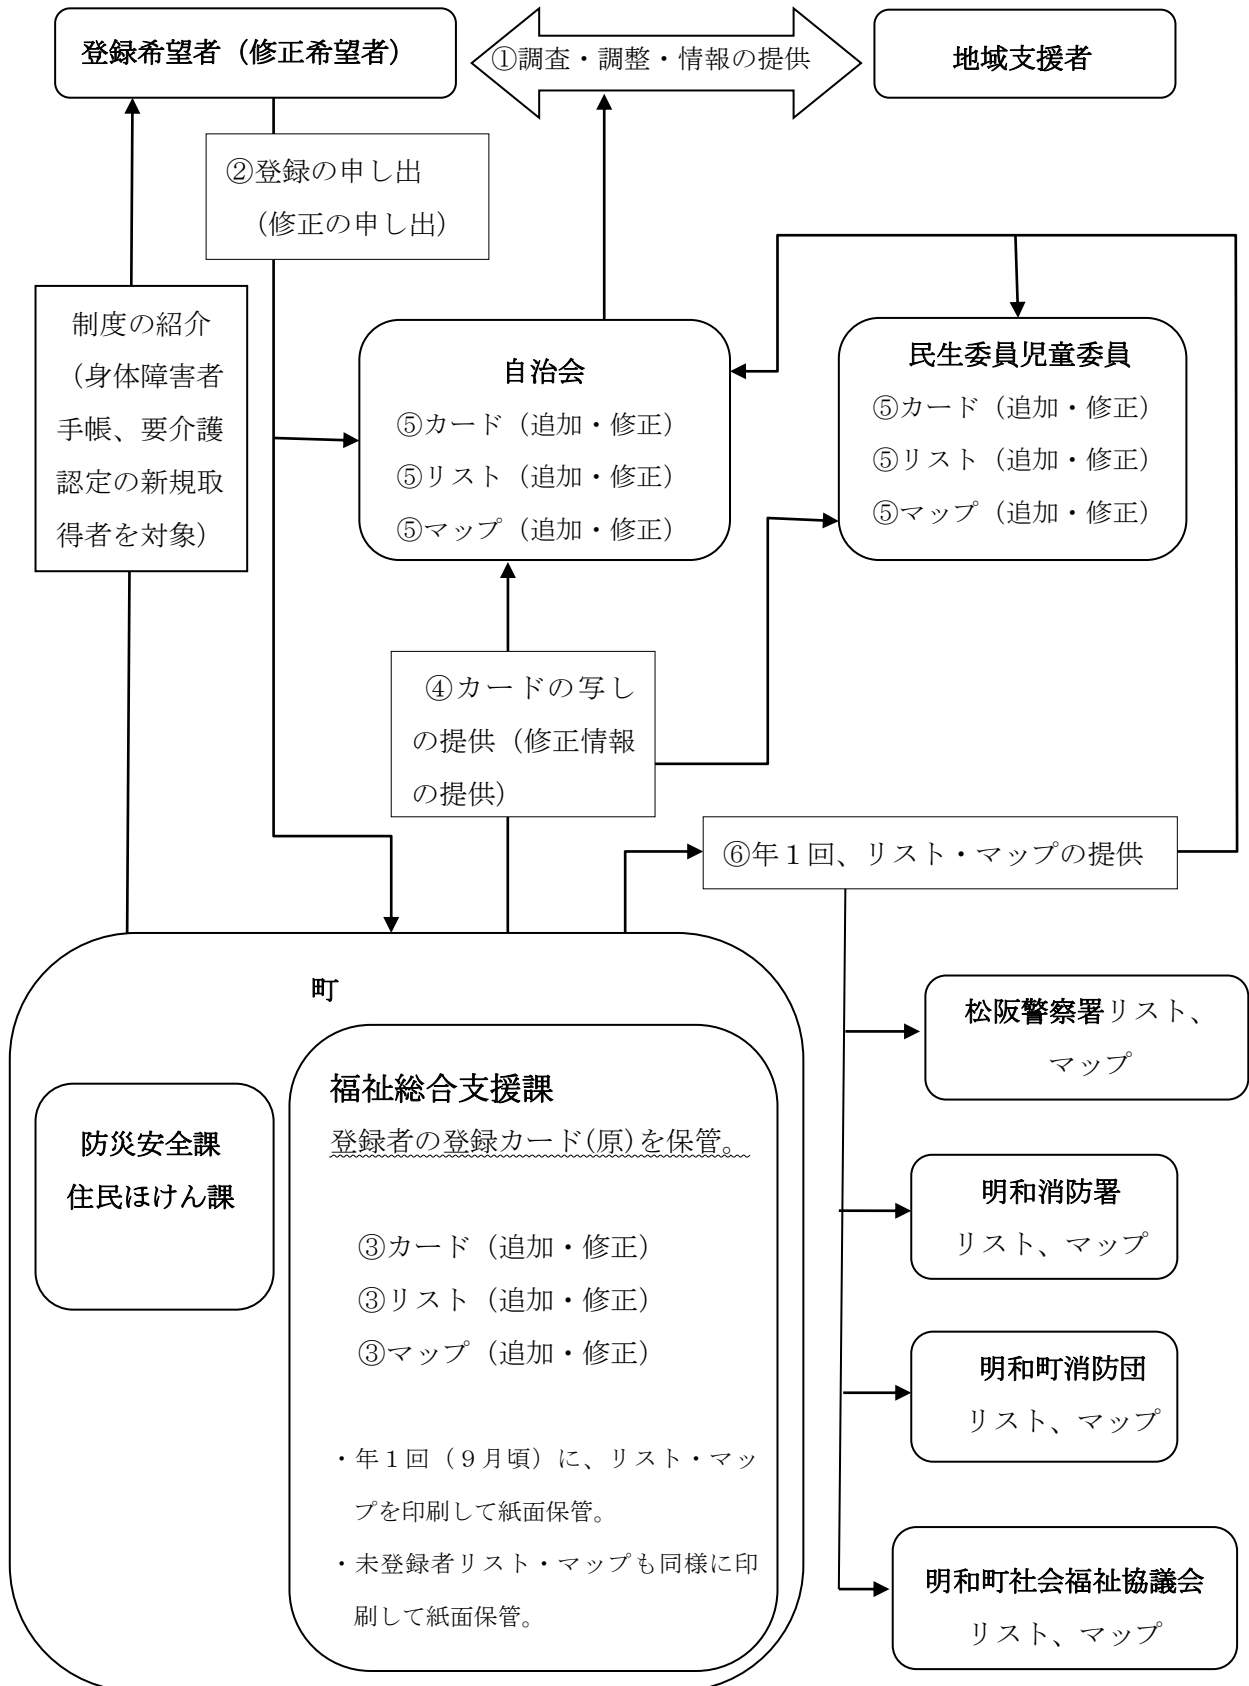 登録希望者（修正希望者）
①調査・調整・情報の提供
地域支援者
②登録の申し出
（修正の申し出）
制度の紹介
（身体障害者
手帳、要介護
認定の新規取
得者を対象）
自治会
⑤カード（追加・修正）
⑤リスト（追加・修正）
⑤マップ（追加・修正）
民生委員児童委員
⑤カード（追加・修正）
⑤リスト（追加・修正）
⑤マップ（追加・修正）
④カードの写し
の提供（修正情報
の提供）
⑥年１回、リスト・マップの提供
町
防災安全課
住民ほけん課
福祉総合支援課
登録者の登録カード(原)を保管。
③カード（追加・修正）
③リスト（追加・修正）
③マップ（追加・修正）
・年１回（９月頃）に、リスト・マッ
プを印刷して紙面保管。
・未登録者リスト・マップも同様に印
刷して紙面保管。
松阪警察署リスト、
マップ
明和消防署
リスト、マップ
明和町消防団
リスト、マップ
明和町社会福祉協議会
リスト、マップ